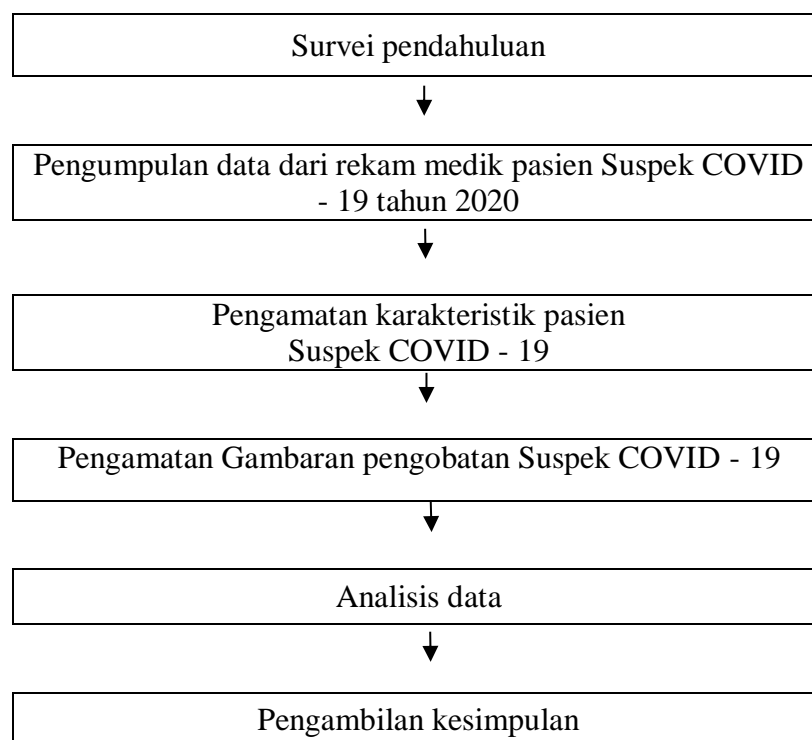 Survei pendahuluan
Pengumpulan data dari rekam medik pasien Suspek COVID
- 19 tahun 2020
Pengamatan karakteristik pasien
Suspek COVID - 19
Pengamatan Gambaran pengobatan Suspek COVID - 19
Analisis data
Pengambilan kesimpulan